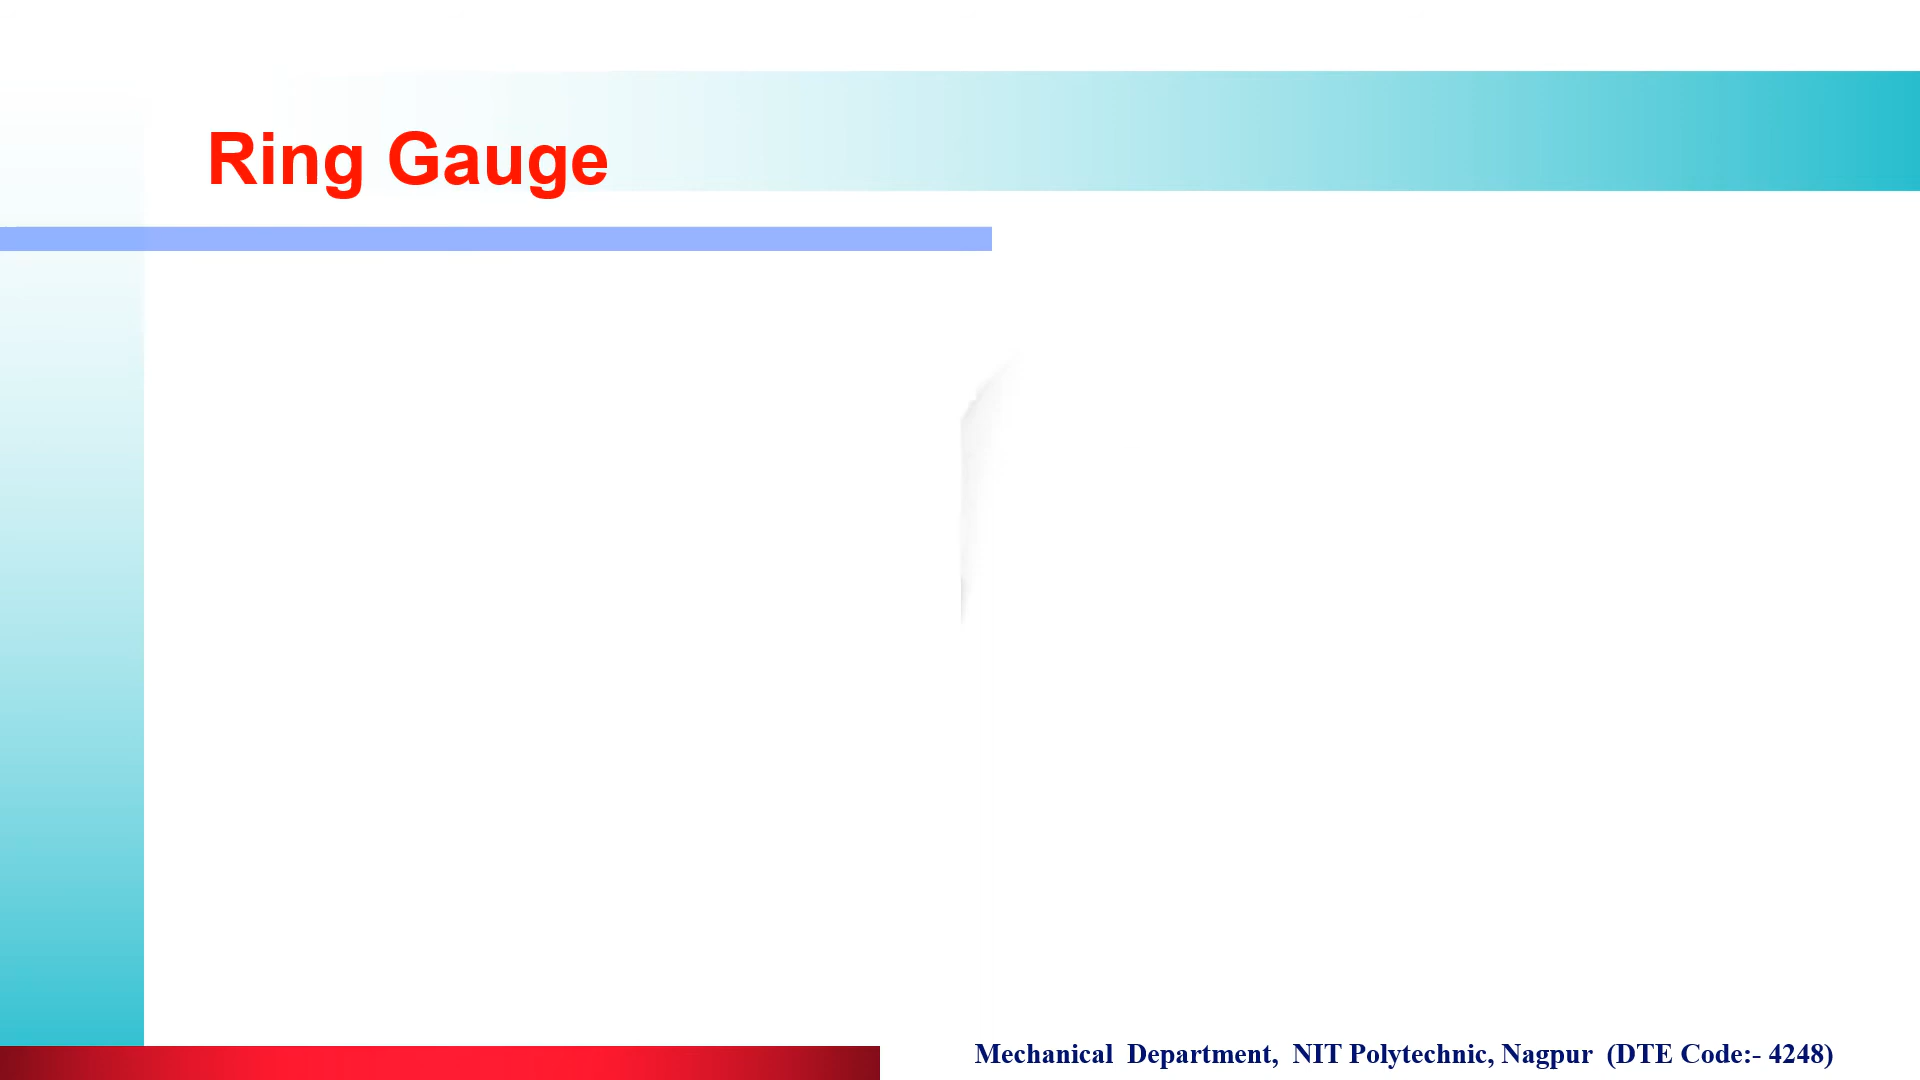 Ring Gauge
Mechanical Department, NIT Polytechnic, Nagpur (DTE Code:- 4248)